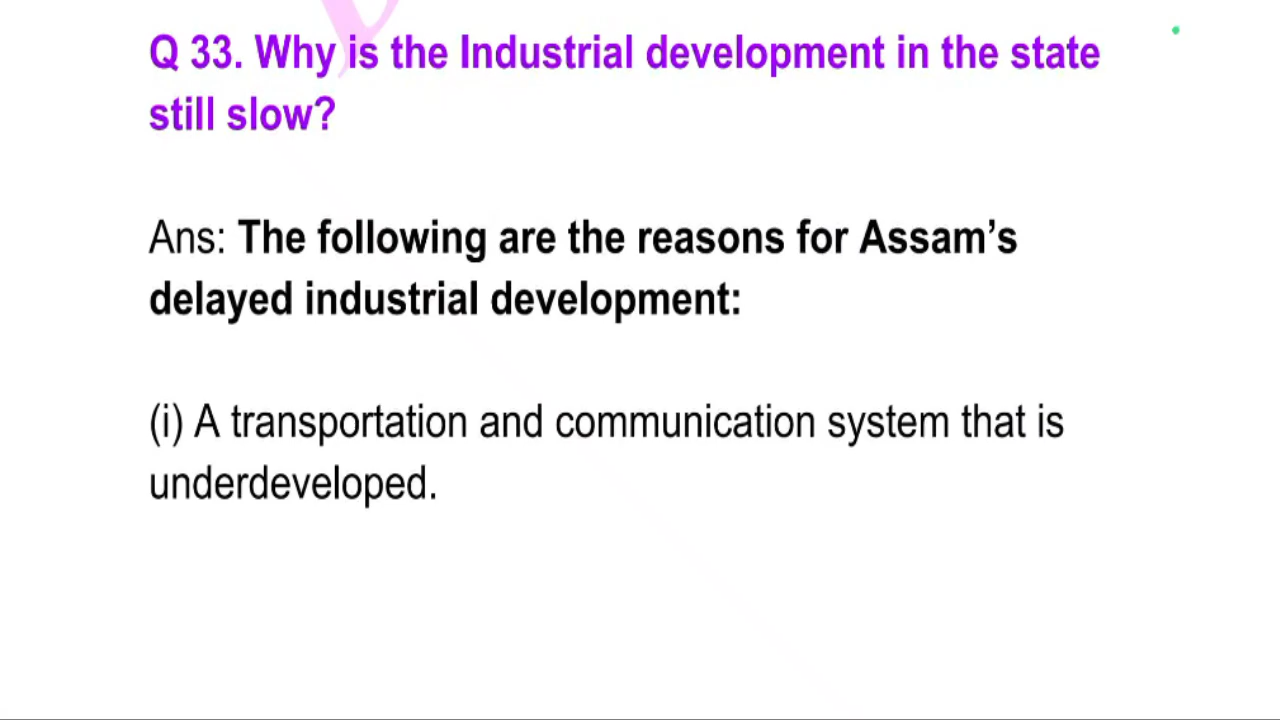 Q 33. Why is the Industrial development in the state
still slow?
Ans: The following are the reasons for Assam’s
delayed industrial development:
(i) A transportation and communication system that is
underdeveloped.